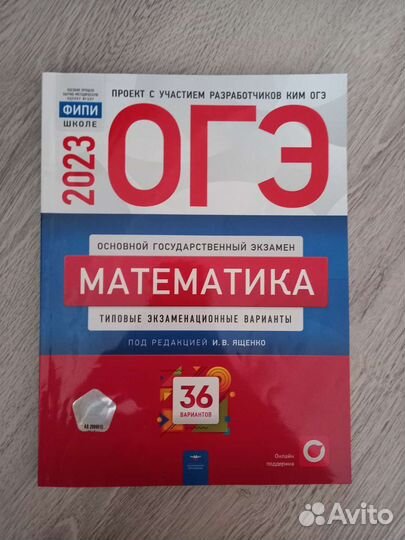 ПРОЕКТ С УЧАСТИЕМ РАЗРАБОТЧИКОВ КИМ ОГЭ
ФИПИ
ШКОЛЕ
2023
ОГЭ
ОСНОВНОЙ ГОСУДАРСТВЕННЫЙ ЭКЗАМЕН
МАТЕМАТИКА
ТИПОВЫЕ ЭКЗАМЕНАЦИОННЫЕ ВАРИАНТЫ
ПОД РЕДАКЦИЕЙ И.В. ЯЩЕНКО
36
ВАРИАНТОВ
Онлайн
поддержка
Avito